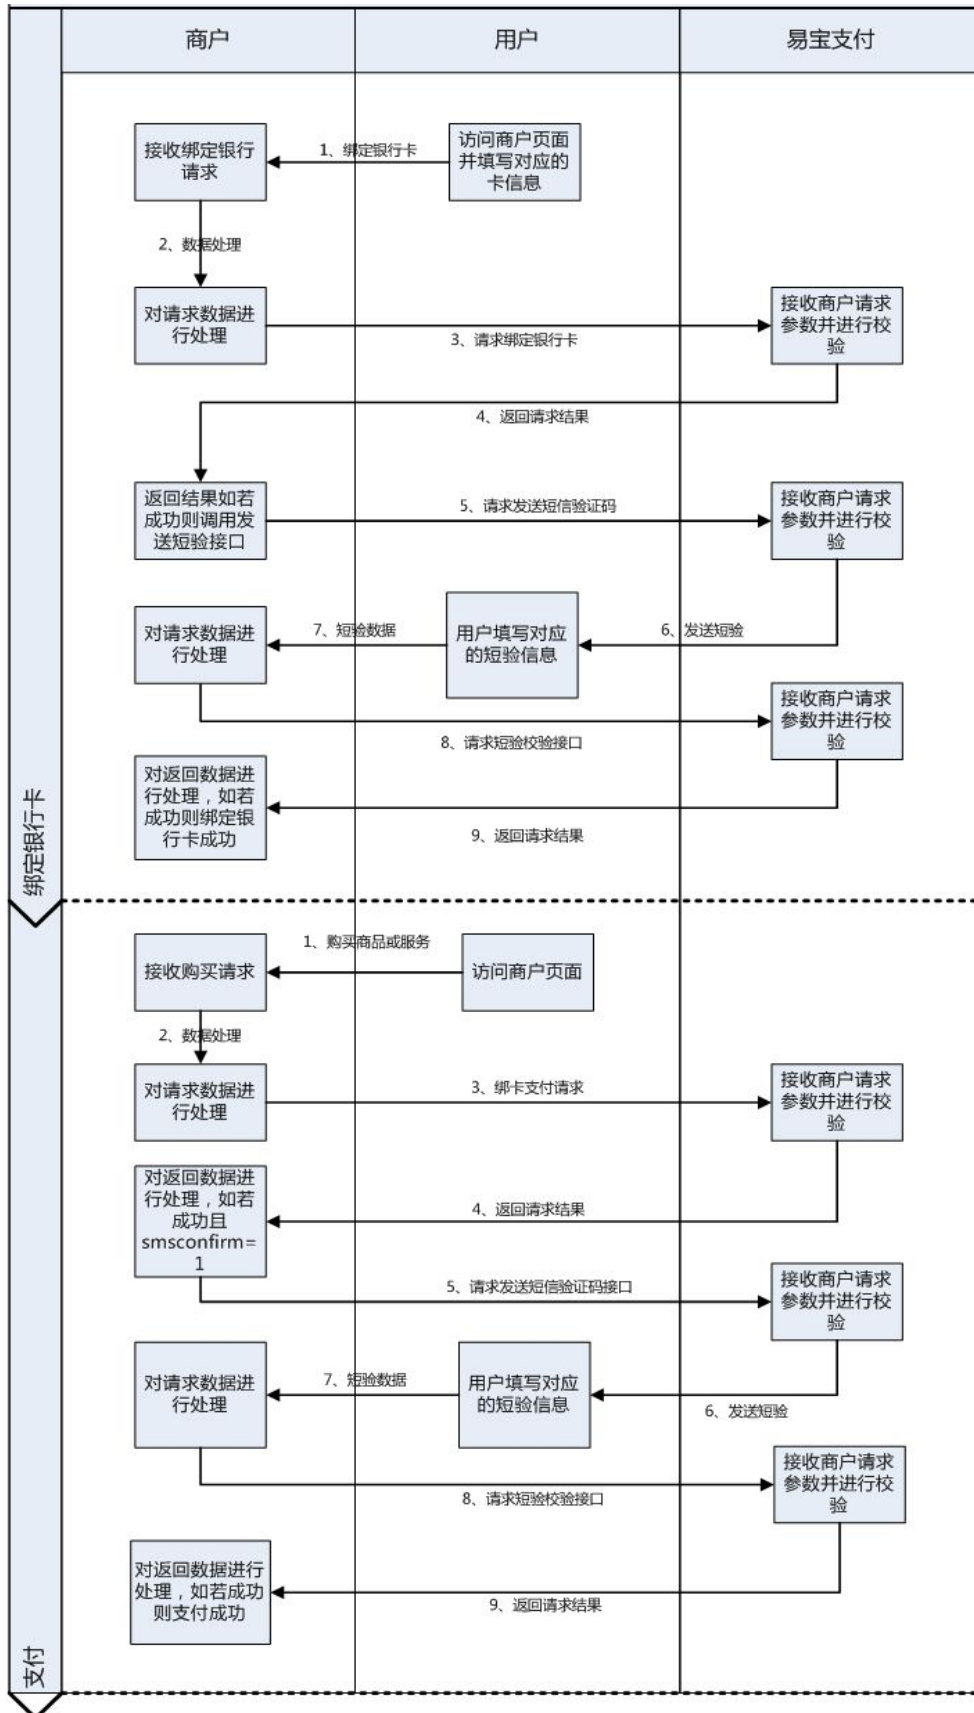 商户
用户
易宝支付
接收绑定银行
请求
1、绑定银行卡
访问商户页面
并填写对应的
卡信息
2、数据处理
对请求数据进
行处理
3、请求绑定银行卡
接收商户请求
参数并进行校
验
4、返回请求结果
返回结果如若
成功则调用发
送短验接口
5、请求发送短信验证码
接收商户请求
参数并进行校
验
对请求数据进
行处理
7、短验数据
用户填写对应
的短验信息
6、发送短验
接收商户请求
参数并进行校
验
8、请求短验校验接口
对返回数据进
行处理，如若
成功则绑定银
行卡成功
9、返回请求结果
绑定银行卡
接收购买请求
1、购买商品或服务
访问商户页面
2、数据处理
对请求数据进
行处理
3、绑卡支付请求
接收商户请求
参数并进行校
验
对返回数据进
行处理，如若
成功且
smsconfirm=
1
4、返回请求结果
5、请求发送短信验证码接口
接收商户请求
参数并进行校
验
对请求数据进
行处理
7、短验数据
用户填写对应
的短验信息
6、发送短验
接收商户请求
参数并进行校
验
8、请求短验校验接口
对返回数据进行
处理，如若成功
则支付成功
9、返回请求结果
支付